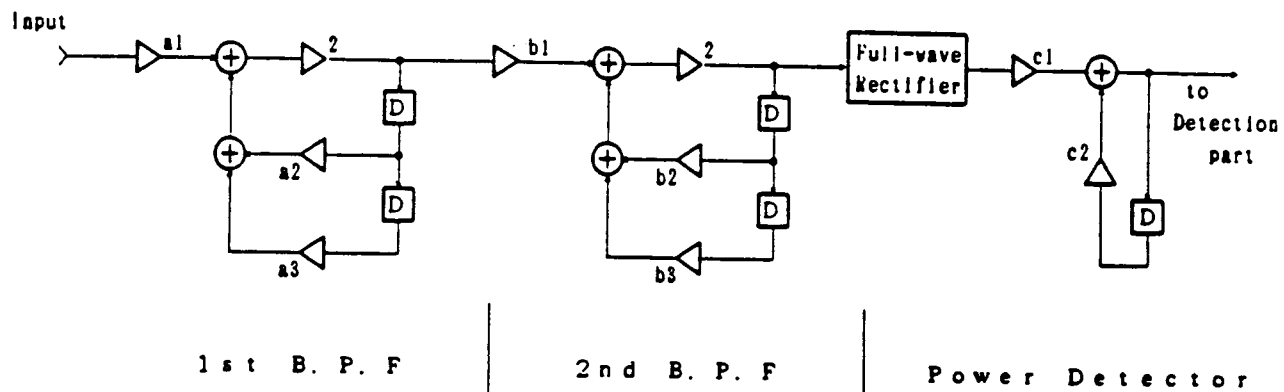 Input
a1
2
b1
2
Full-wave
Rectifier
c1
to
Detection
part
D
D
a2
b2
c2
D
D
D
a3
b3
1st B. P. F
2nd B. P. F
Power Detector